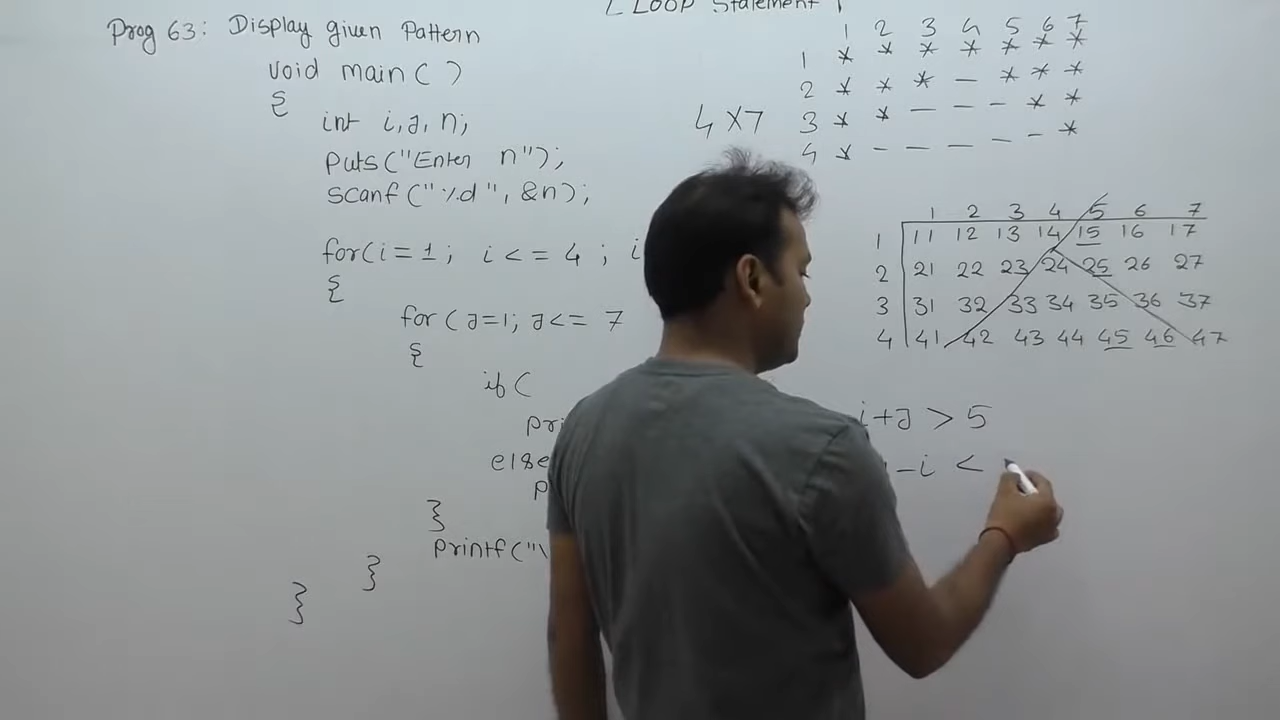 [ LOOP Statement ]
Prog 63: Display given Pattern
void main( )
{
int i,J, n;
Puts("Enter n");
scanf("%d", &n);
for(i=1; i<=4; i
{
for(J=1; J<=7
{
if(
pri
else
p
}
printf("\
}
}
1 2 3 4 5 6 7
1 * * * * * * *
2 * * * - * * *
3 * * - - - * *
4 * - - - - - *
4X7
1 2 3 4 5 6 7
1 11 12 13 14 15 16 17
2 21 22 23 24 25 26 27
3 31 32 33 34 35 36 37
4 41 42 43 44 45 46 47
i+J > 5
-i <